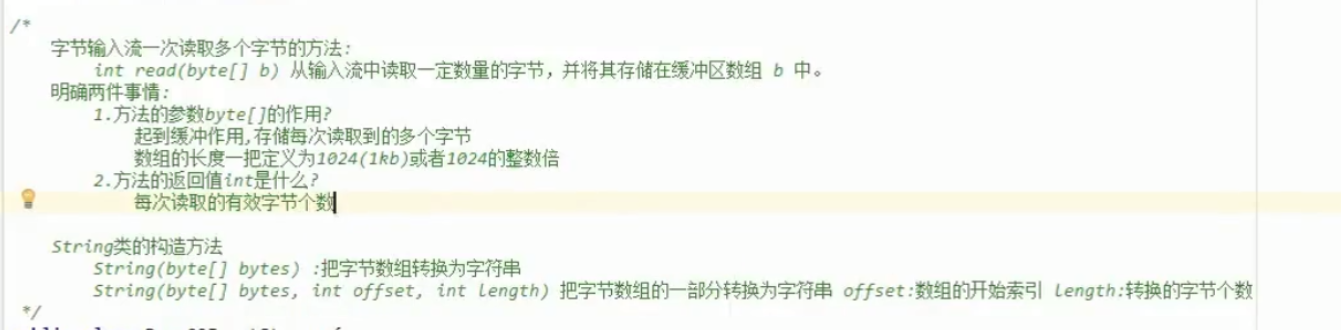 /*
字节输入流一次读取多个字节的方法:
int read(byte[] b) 从输入流中读取一定数量的字节，并将其存储在缓冲区数组 b 中。
明确两件事情:
1.方法的参数byte[]的作用?
起到缓冲作用,存储每次读取到的多个字节
数组的长度一把定义为1024(1kb)或者1024的整数倍
2.方法的返回值int是什么?
每次读取的有效字节个数
String类的构造方法
String(byte[] bytes) :把字节数组转换为字符串
String(byte[] bytes, int offset, int length) 把字节数组的一部分转换为字符串 offset:数组的开始索引 length:转换的字节个数
*/